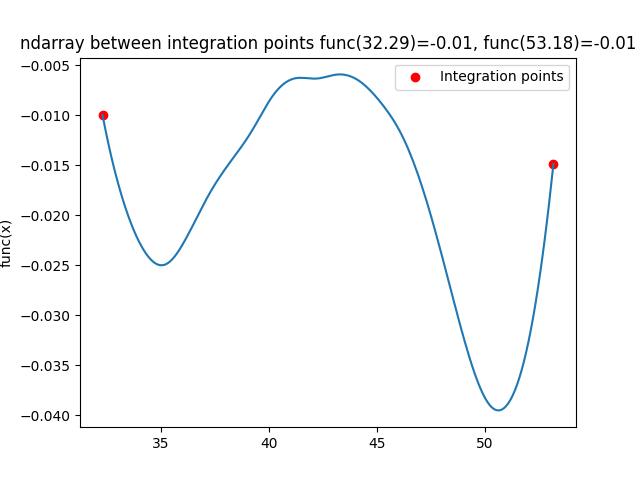 ndarray between integration points func(32.29)=-0.01, func(53.18)=-0.01
Integration points
func(x)
−0.005
−0.010
−0.015
−0.020
−0.025
−0.030
−0.035
−0.040
35 40 45 50